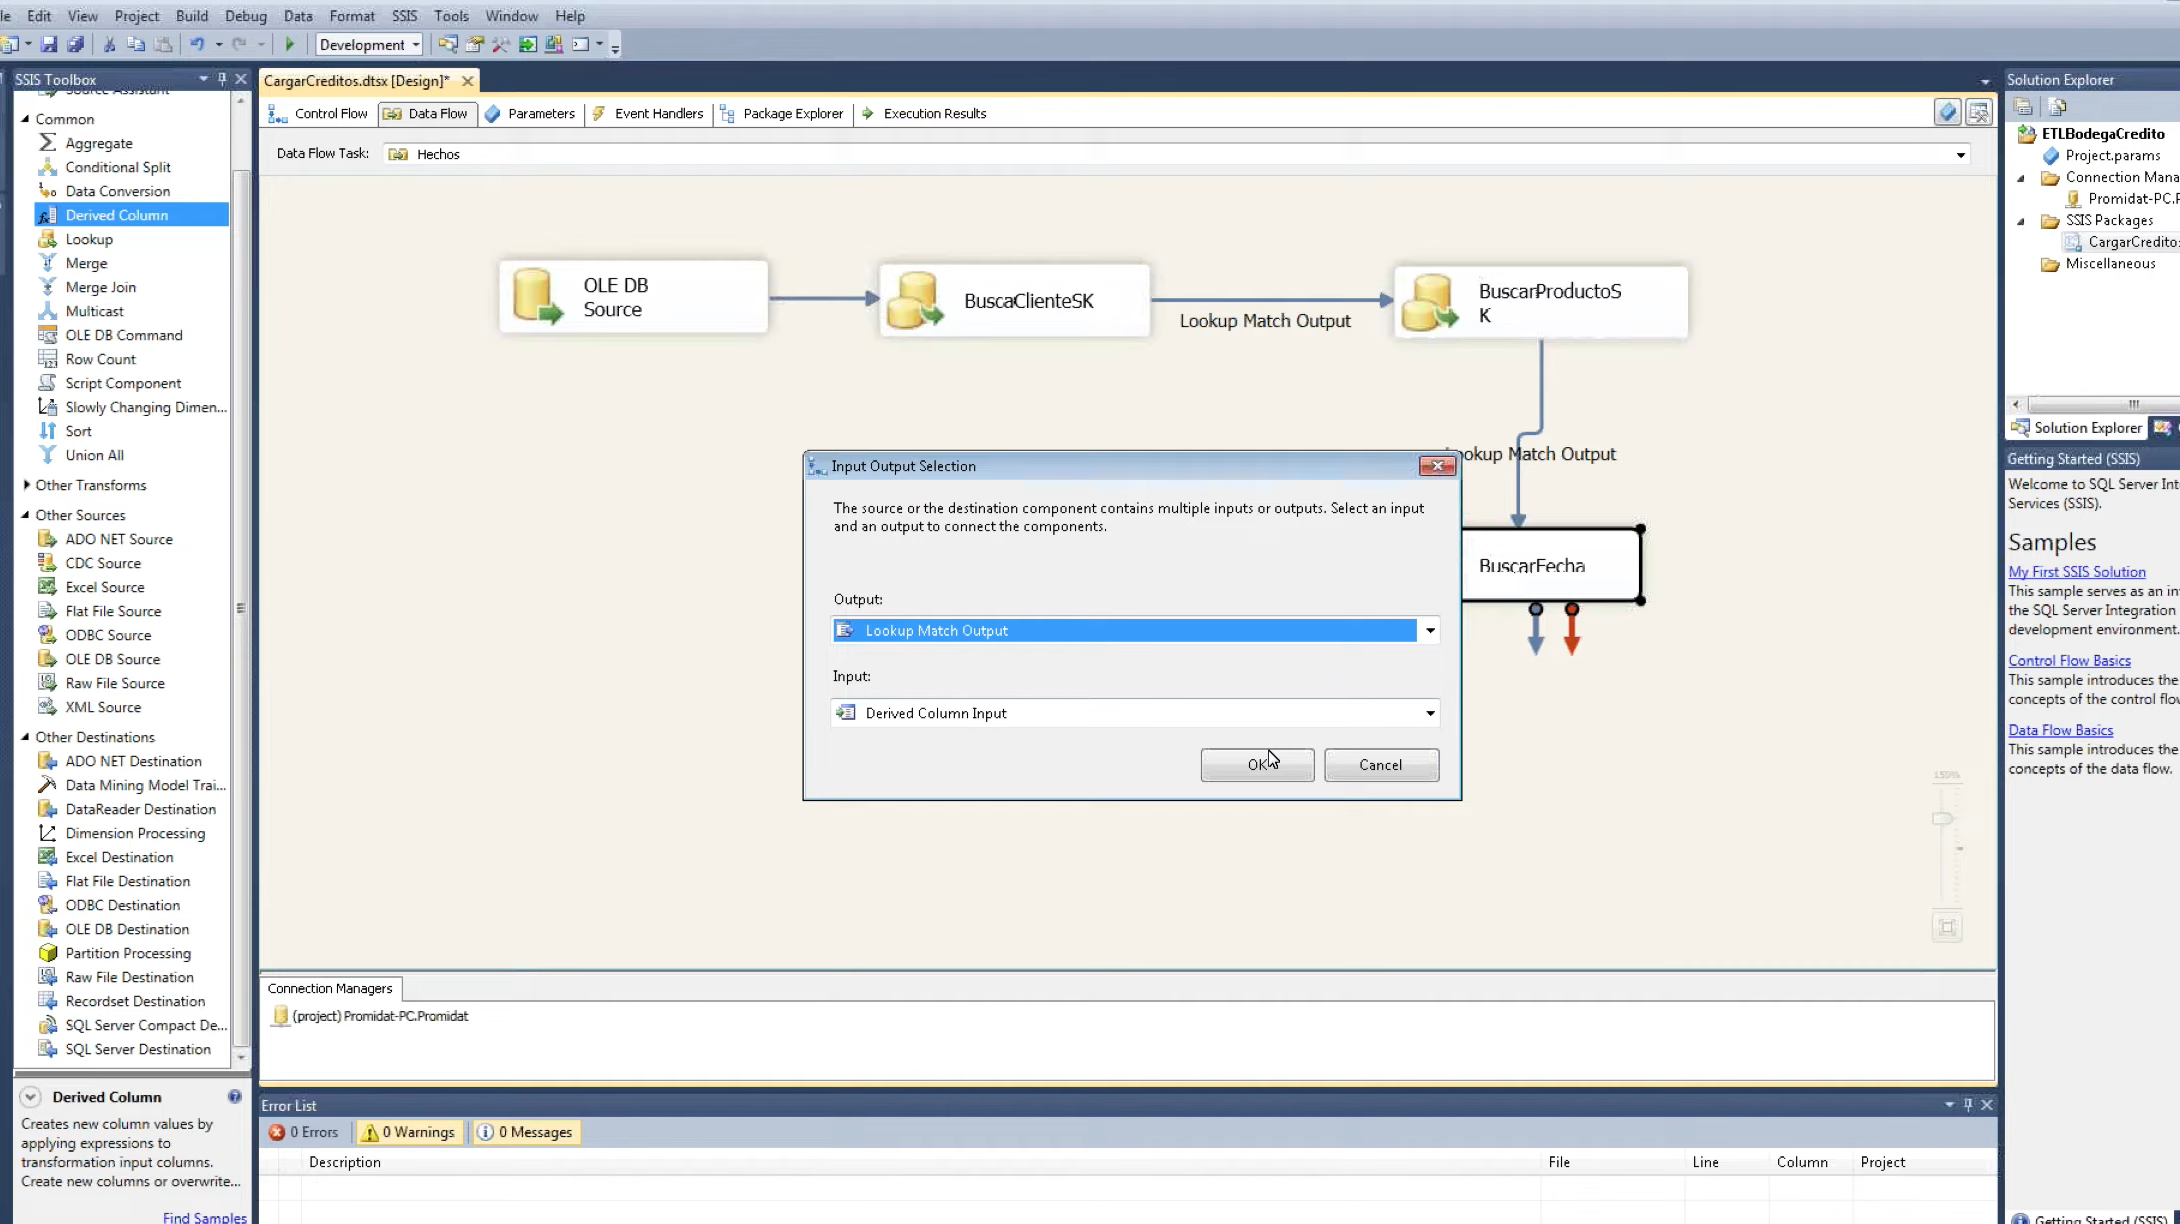 Edit View Project Build Debug Data Format SSIS Tools Window Help
Development
SSIS Toolbox
Source Assistant
Common
Aggregate
Conditional Split
Data Conversion
Derived Column
Lookup
Merge
Merge Join
Multicast
OLE DB Command
Row Count
Script Component
Slowly Changing Dimen...
Sort
Union All
Other Transforms
Other Sources
ADO NET Source
CDC Source
Excel Source
Flat File Source
ODBC Source
OLE DB Source
Raw File Source
XML Source
Other Destinations
ADO NET Destination
Data Mining Model Trai...
DataReader Destination
Dimension Processing
Excel Destination
Flat File Destination
ODBC Destination
OLE DB Destination
Partition Processing
Raw File Destination
Recordset Destination
SQL Server Compact De...
SQL Server Destination
Derived Column
Creates new column values by
applying expressions to
transformation input columns.
Create new columns or overwrite...
Find Samples
CargarCreditos.dtsx [Design]*
Control Flow Data Flow Parameters Event Handlers Package Explorer Execution Results
Data Flow Task: Hechos
OLE DB
Source
BuscaClienteSK
Lookup Match Output
BuscarProductoS
K
ookup Match Output
BuscarFecha
Input Output Selection
The source or the destination component contains multiple inputs or outputs. Select an input
and an output to connect the components.
Output:
Lookup Match Output
Input:
Derived Column Input
OK Cancel
159%
Connection Managers
(project) Promidat-PC.Promidat
Error List
0 Errors 0 Warnings 0 Messages
Description File Line Column Project
Solution Explorer
ETLBodegaCredito
Project.params
Connection Mana
Promidat-PC.P
SSIS Packages
CargarCredito
Miscellaneous
Solution Explorer
Getting Started (SSIS)
Welcome to SQL Server Int
Services (SSIS).
Samples
My First SSIS Solution
This sample serves as an in
the SQL Server Integration
development environment.
Control Flow Basics
This sample introduces the
concepts of the control flo
Data Flow Basics
This sample introduces the
concepts of the data flow.
Getting Started (SSIS)